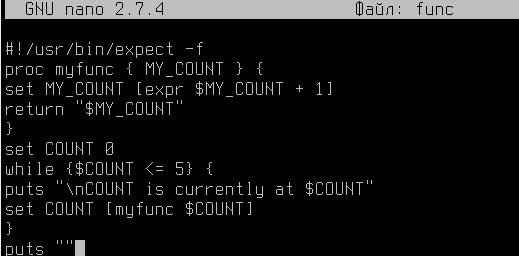 GNU nano 2.7.4 Файл: func
#!/usr/bin/expect -f
proc myfunc { MY_COUNT } {
set MY_COUNT [expr $MY_COUNT + 1]
return "$MY_COUNT"
}
set COUNT 0
while {$COUNT <= 5} {
puts "\nCOUNT is currently at $COUNT"
set COUNT [myfunc $COUNT]
}
puts ""